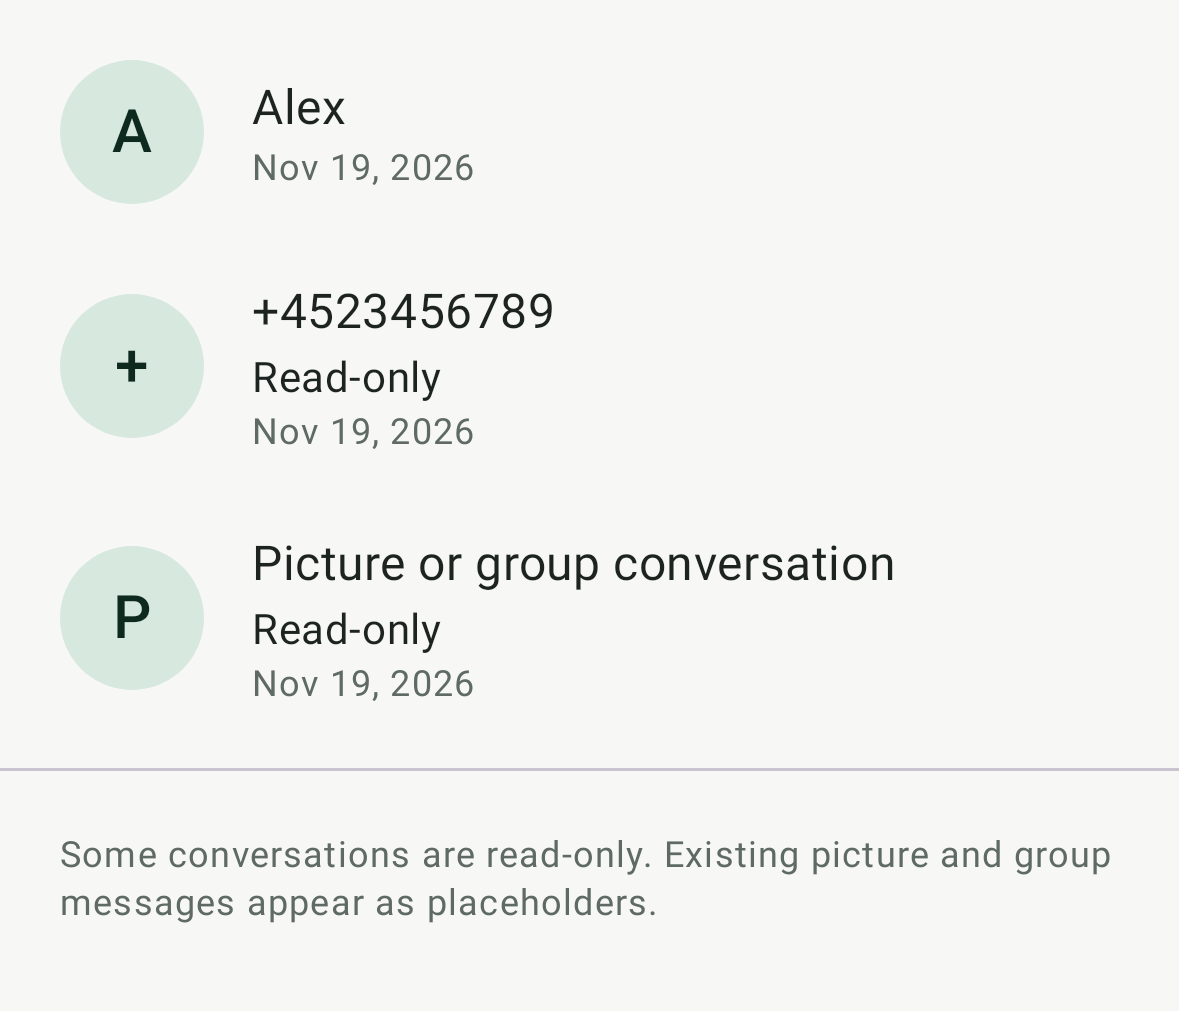 A
Alex
Nov 19, 2026
+
+4523456789
Read-only
Nov 19, 2026
P
Picture or group conversation
Read-only
Nov 19, 2026
Some conversations are read-only. Existing picture and group
messages appear as placeholders.